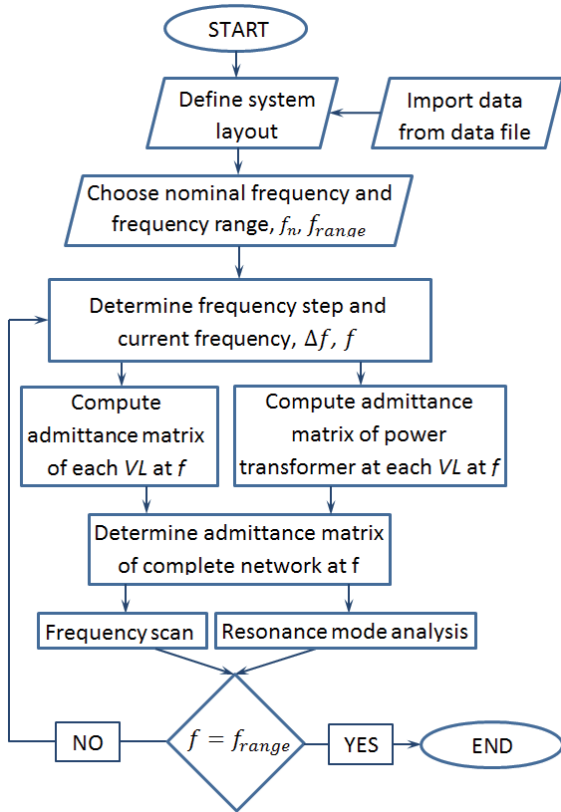 START
Define system
layout
Import data
from data file
Choose nominal frequency and
frequency range, fₙ, f_range
Determine frequency step and
current frequency, Δf, f
Compute
admittance matrix
of each VL at f
Compute admittance
matrix of power
transformer at each VL at f
Determine admittance matrix
of complete network at f
Frequency scan
Resonance mode analysis
NO
f = f_range
YES
END